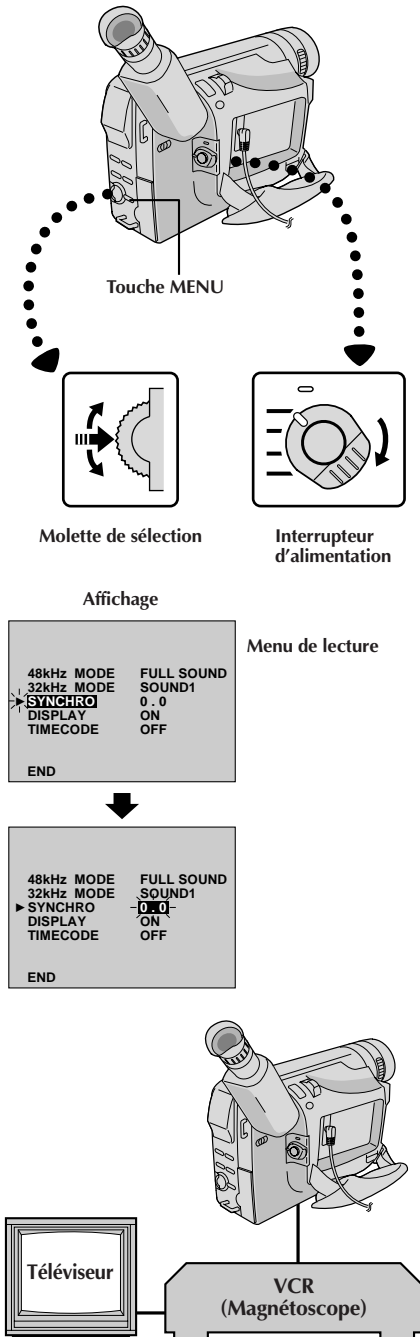 Touche MENU
Molette de sélection
Interrupteur
d'alimentation
Affichage
Menu de lecture
48kHz MODE FULL SOUND
32kHz MODE SOUND1
►SYNCHRO 0 . 0
DISPLAY ON
TIMECODE OFF
END
48kHz MODE FULL SOUND
32kHz MODE SOUND1
►SYNCHRO 0 . 0
DISPLAY ON
TIMECODE OFF
END
Téléviseur
VCR
(Magnétoscope)